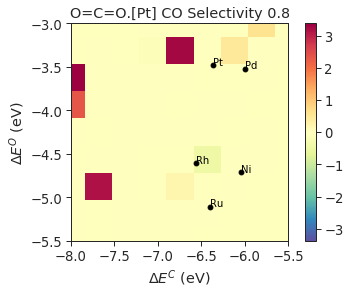 O=C=O.[Pt] CO Selectivity 0.8
ΔE^O (eV)
−3.0
−3.5
−4.0
−4.5
−5.0
−5.5
Pt
Pd
Rh
Ni
Ru
−8.0 −7.5 −7.0 −6.5 −6.0 −5.5
ΔE^C (eV)
3
2
1
0
−1
−2
−3